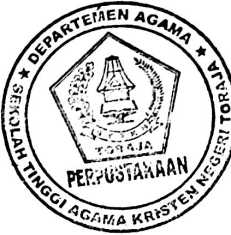 ★ DEPARTEMEN AGAMA ★
SEKOLAH TINGGI AGAMA KRISTEN NEGERI TORAJA
TORAJA
PERPUSTAKAAN